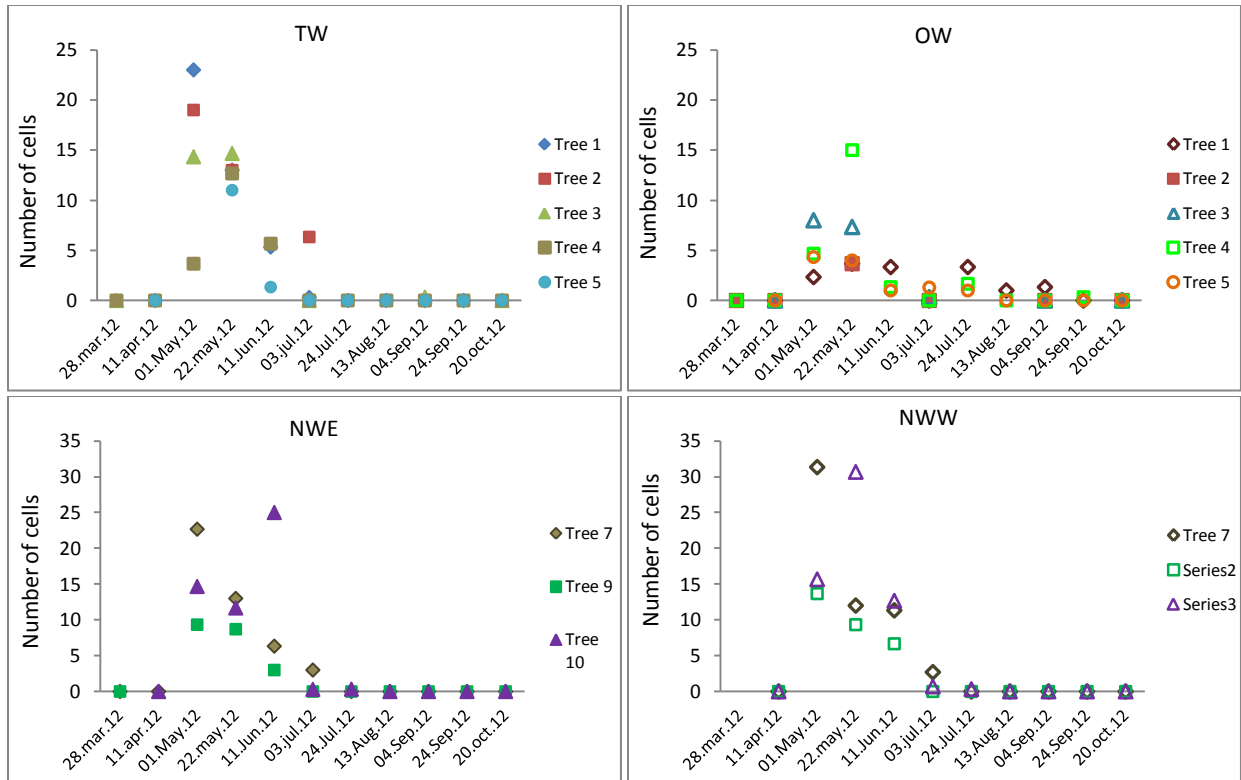 TW
Number of cells
25
20
15
10
5
0
28.mar.12
11.apr.12
01.May.12
22.may.12
11.Jun.12
03.jul.12
24.Jul.12
13.Aug.12
04.Sep.12
24.Sep.12
20.oct.12
Tree 1
Tree 2
Tree 3
Tree 4
Tree 5
OW
Number of cells
25
20
15
10
5
0
28.mar.12
11.apr.12
01.May.12
22.may.12
11.Jun.12
03.jul.12
24.Jul.12
13.Aug.12
04.Sep.12
24.Sep.12
20.oct.12
Tree 1
Tree 2
Tree 3
Tree 4
Tree 5
NWE
Number of cells
35
30
25
20
15
10
5
0
28.mar.12
11.apr.12
01.May.12
22.may.12
11.Jun.12
03.jul.12
24.Jul.12
13.Aug.12
04.Sep.12
24.Sep.12
20.oct.12
Tree 7
Tree 9
Tree
10
NWW
Number of cells
35
30
25
20
15
10
5
0
28.mar.12
11.apr.12
01.May.12
22.may.12
11.Jun.12
03.jul.12
24.Jul.12
13.Aug.12
04.Sep.12
24.Sep.12
20.oct.12
Tree 7
Series2
Series3